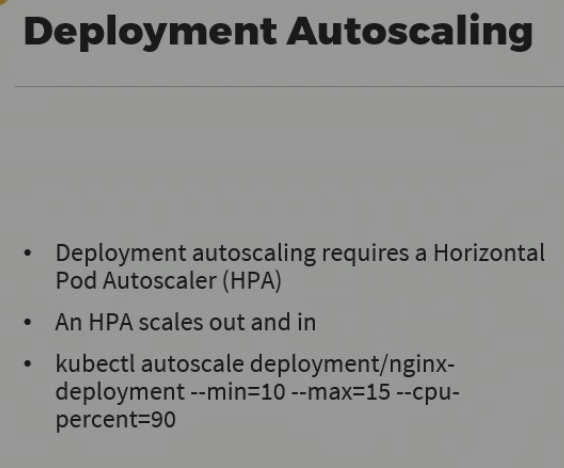 Deployment Autoscaling
• Deployment autoscaling requires a Horizontal
Pod Autoscaler (HPA)
• An HPA scales out and in
• kubectl autoscale deployment/nginx-
deployment --min=10 --max=15 --cpu-
percent=90